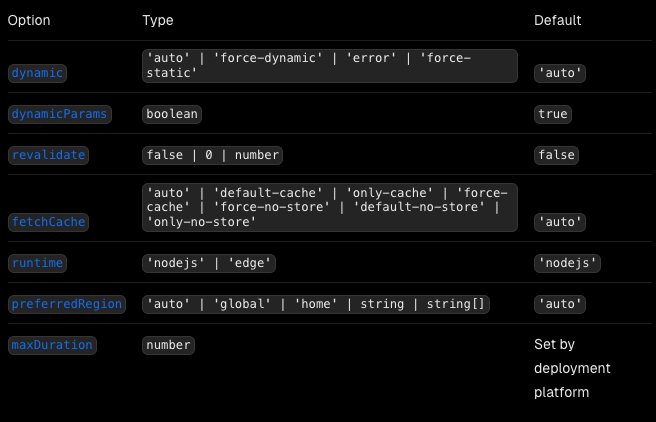 Option Type Default
dynamic 'auto' | 'force-dynamic' | 'error' | 'force-
static' 'auto'
dynamicParams boolean true
revalidate false | 0 | number false
fetchCache 'auto' | 'default-cache' | 'only-cache' | 'force-
cache' | 'force-no-store' | 'default-no-store' |
'only-no-store' 'auto'
runtime 'nodejs' | 'edge' 'nodejs'
preferredRegion 'auto' | 'global' | 'home' | string | string[] 'auto'
maxDuration number Set by
deployment
platform